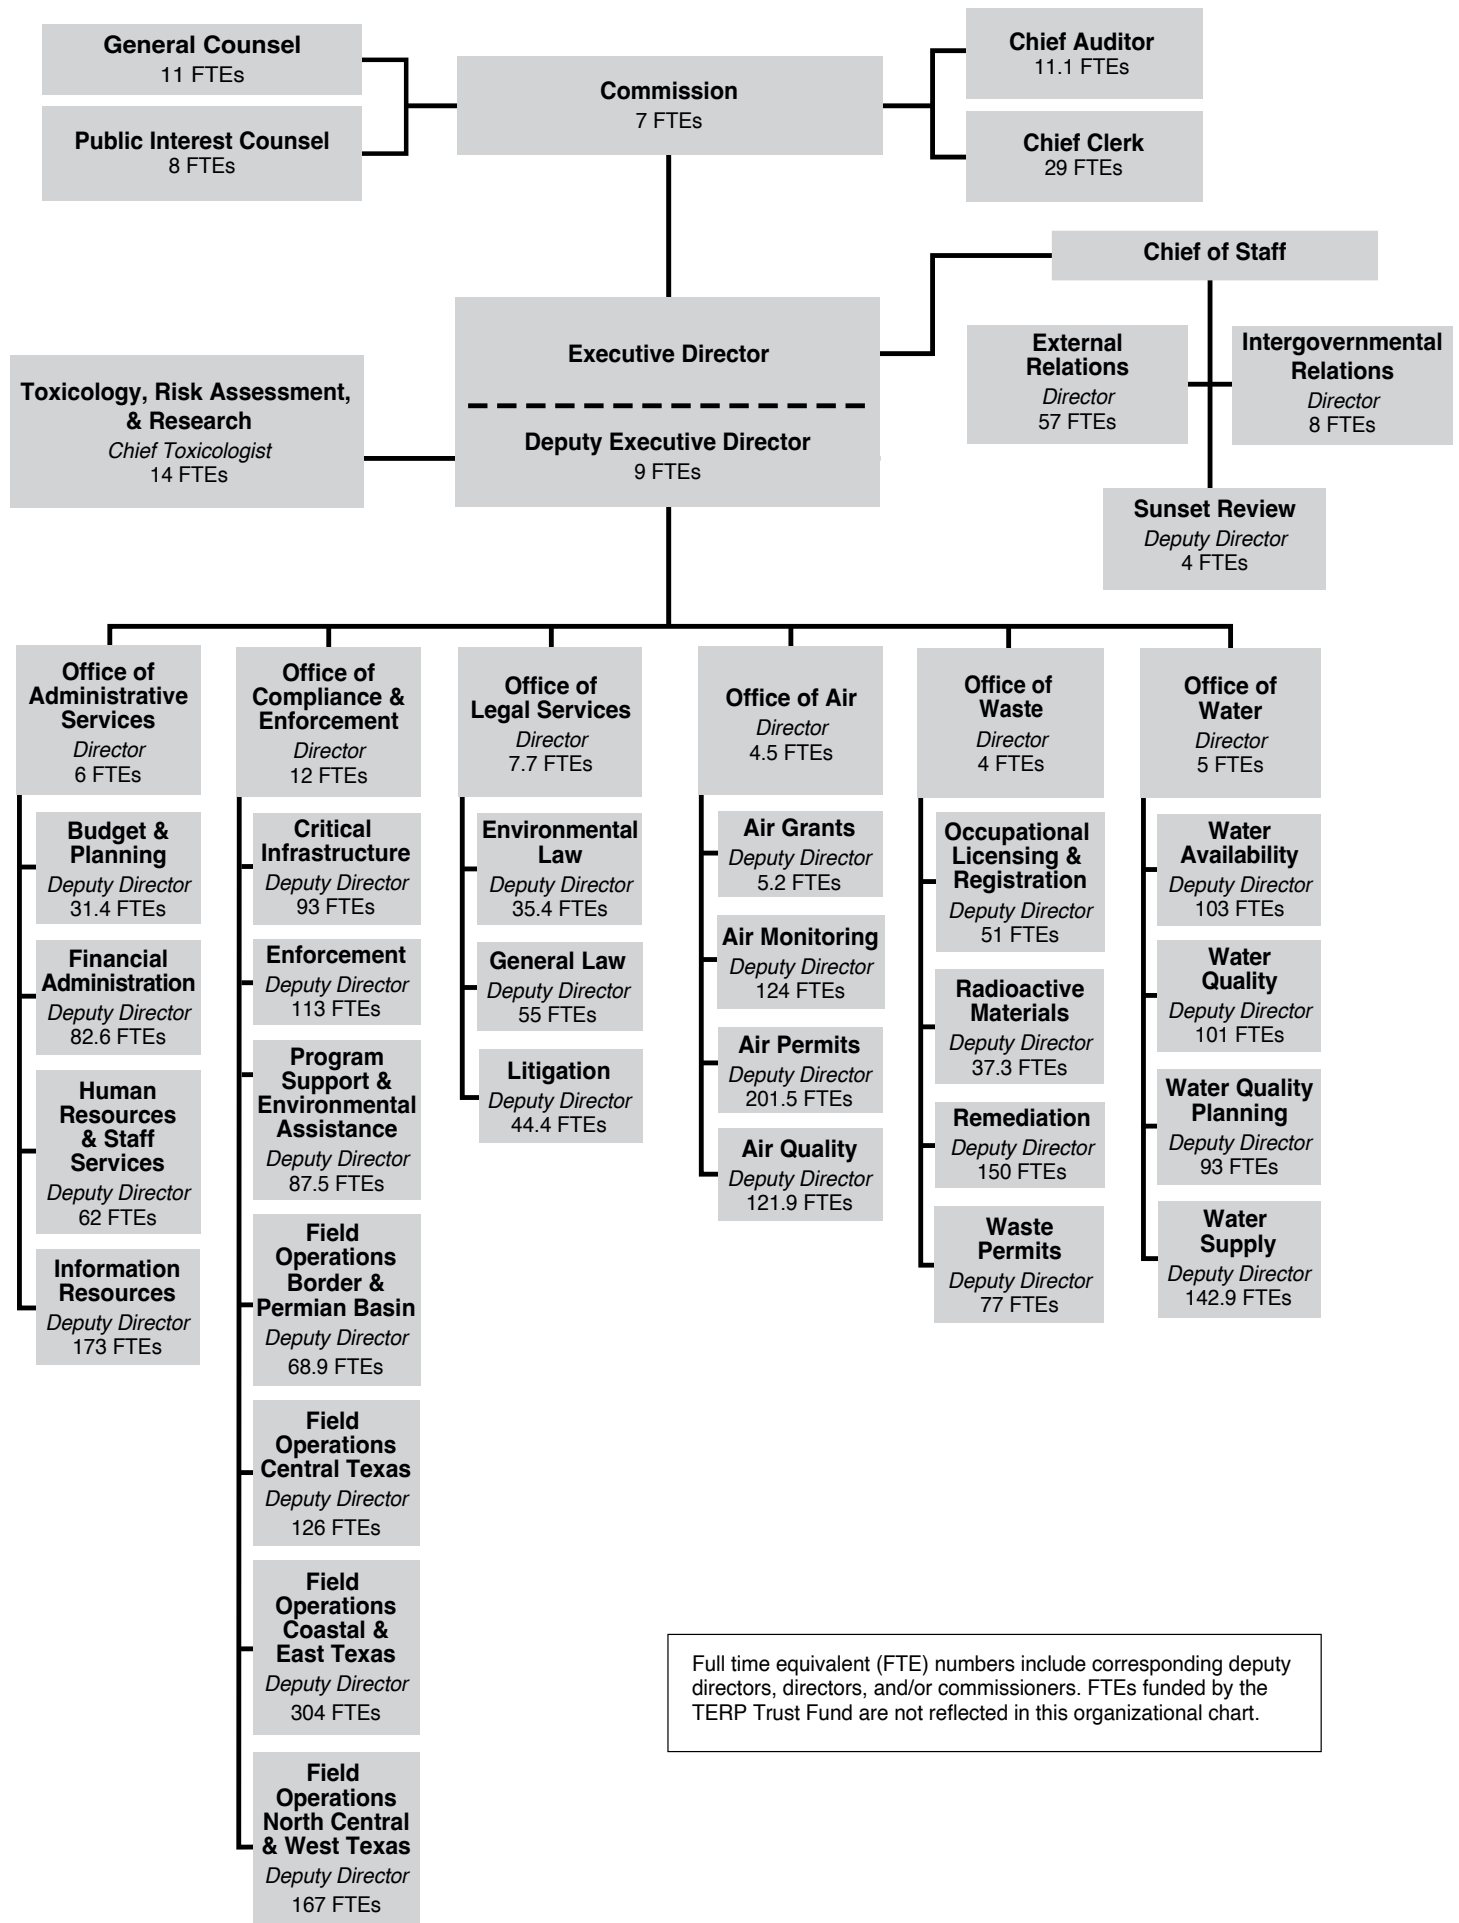 General Counsel
11 FTEs
Public Interest Counsel
8 FTEs
Commission
7 FTEs
Chief Auditor
11.1 FTEs
Chief Clerk
29 FTEs
Chief of Staff
External
Relations
Director
57 FTEs
Intergovernmental
Relations
Director
8 FTEs
Sunset Review
Deputy Director
4 FTEs
Executive Director
Deputy Executive Director
9 FTEs
Toxicology, Risk Assessment,
& Research
Chief Toxicologist
14 FTEs
Office of
Administrative
Services
Director
6 FTEs
Budget &
Planning
Deputy Director
31.4 FTEs
Financial
Administration
Deputy Director
82.6 FTEs
Human
Resources
& Staff
Services
Deputy Director
62 FTEs
Information
Resources
Deputy Director
173 FTEs
Office of
Compliance &
Enforcement
Director
12 FTEs
Critical
Infrastructure
Deputy Director
93 FTEs
Enforcement
Deputy Director
113 FTEs
Program
Support &
Environmental
Assistance
Deputy Director
87.5 FTEs
Field
Operations
Border &
Permian Basin
Deputy Director
68.9 FTEs
Field
Operations
Central Texas
Deputy Director
126 FTEs
Field
Operations
Coastal &
East Texas
Deputy Director
304 FTEs
Field
Operations
North Central
& West Texas
Deputy Director
167 FTEs
Office of
Legal Services
Director
7.7 FTEs
Environmental
Law
Deputy Director
35.4 FTEs
General Law
Deputy Director
55 FTEs
Litigation
Deputy Director
44.4 FTEs
Office of Air
Director
4.5 FTEs
Air Grants
Deputy Director
5.2 FTEs
Air Monitoring
Deputy Director
124 FTEs
Air Permits
Deputy Director
201.5 FTEs
Air Quality
Deputy Director
121.9 FTEs
Office of
Waste
Director
4 FTEs
Occupational
Licensing &
Registration
Deputy Director
51 FTEs
Radioactive
Materials
Deputy Director
37.3 FTEs
Remediation
Deputy Director
150 FTEs
Waste
Permits
Deputy Director
77 FTEs
Office of
Water
Director
5 FTEs
Water
Availability
Deputy Director
103 FTEs
Water
Quality
Deputy Director
101 FTEs
Water Quality
Planning
Deputy Director
93 FTEs
Water
Supply
Deputy Director
142.9 FTEs
Full time equivalent (FTE) numbers include corresponding deputy
directors, directors, and/or commissioners. FTEs funded by the
TERP Trust Fund are not reflected in this organizational chart.